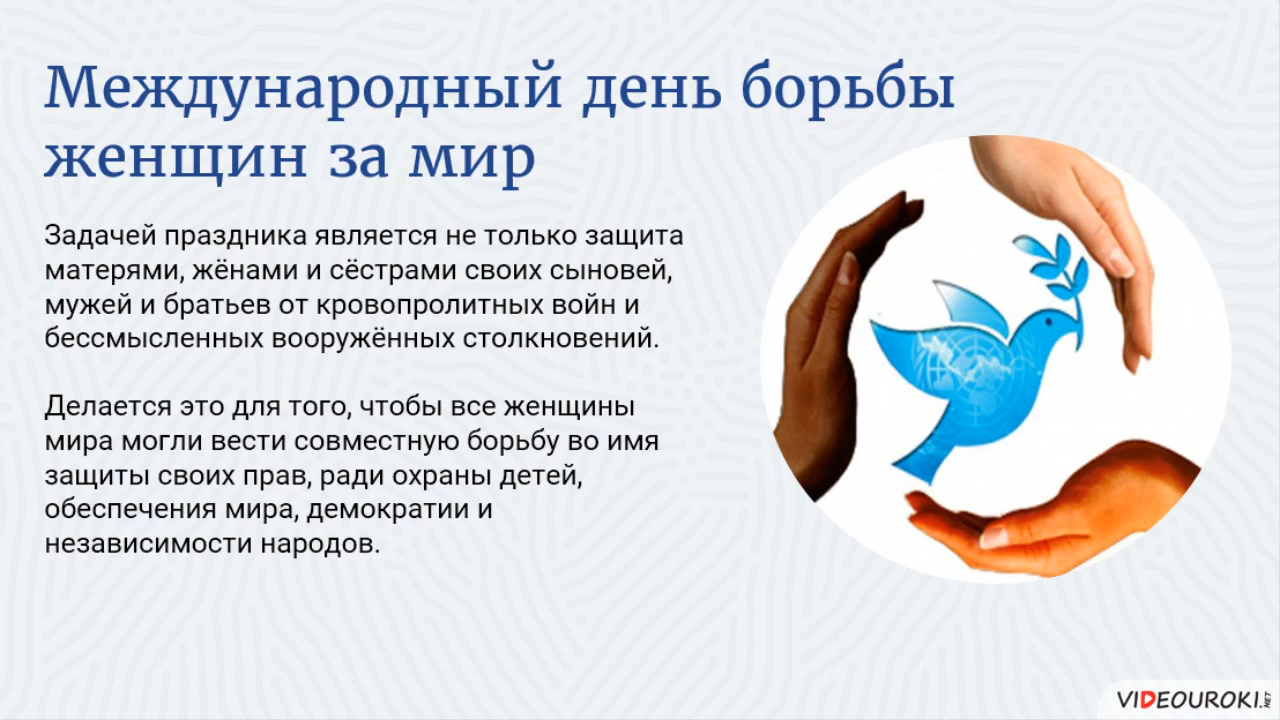 Международный день борьбы
женщин за мир
Задачей праздника является не только защита
матерями, жёнами и сёстрами своих сыновей,
мужей и братьев от кровопролитных войн и
бессмысленных вооружённых столкновений.
Делается это для того, чтобы все женщины
мира могли вести совместную борьбу во имя
защиты своих прав, ради охраны детей,
обеспечения мира, демократии и
независимости народов.
VIDEOUROKI.NET